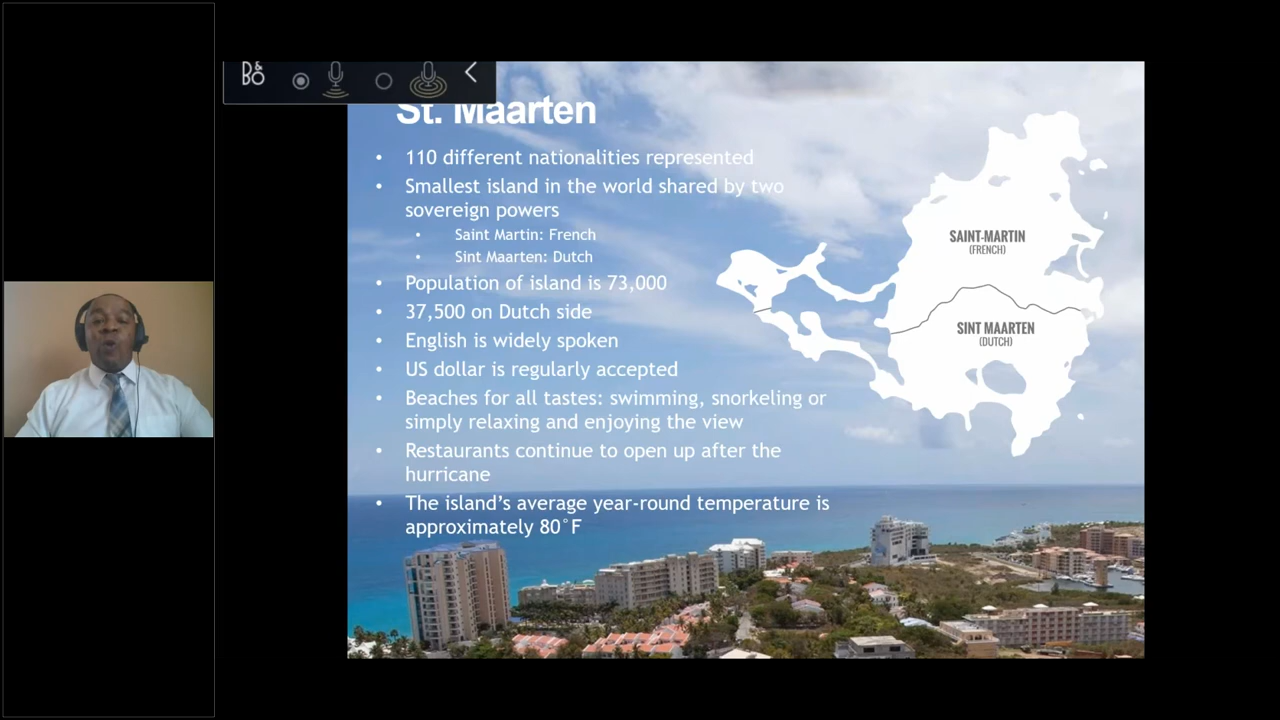 St. Maarten
• 110 different nationalities represented
• Smallest island in the world shared by two
sovereign powers
• Saint Martin: French
• Sint Maarten: Dutch
• Population of island is 73,000
• 37,500 on Dutch side
• English is widely spoken
• US dollar is regularly accepted
• Beaches for all tastes: swimming, snorkeling or
simply relaxing and enjoying the view
• Restaurants continue to open up after the
hurricane
• The island’s average year-round temperature is
approximately 80°F
SAINT-MARTIN
(FRENCH)
SINT MAARTEN
(DUTCH)